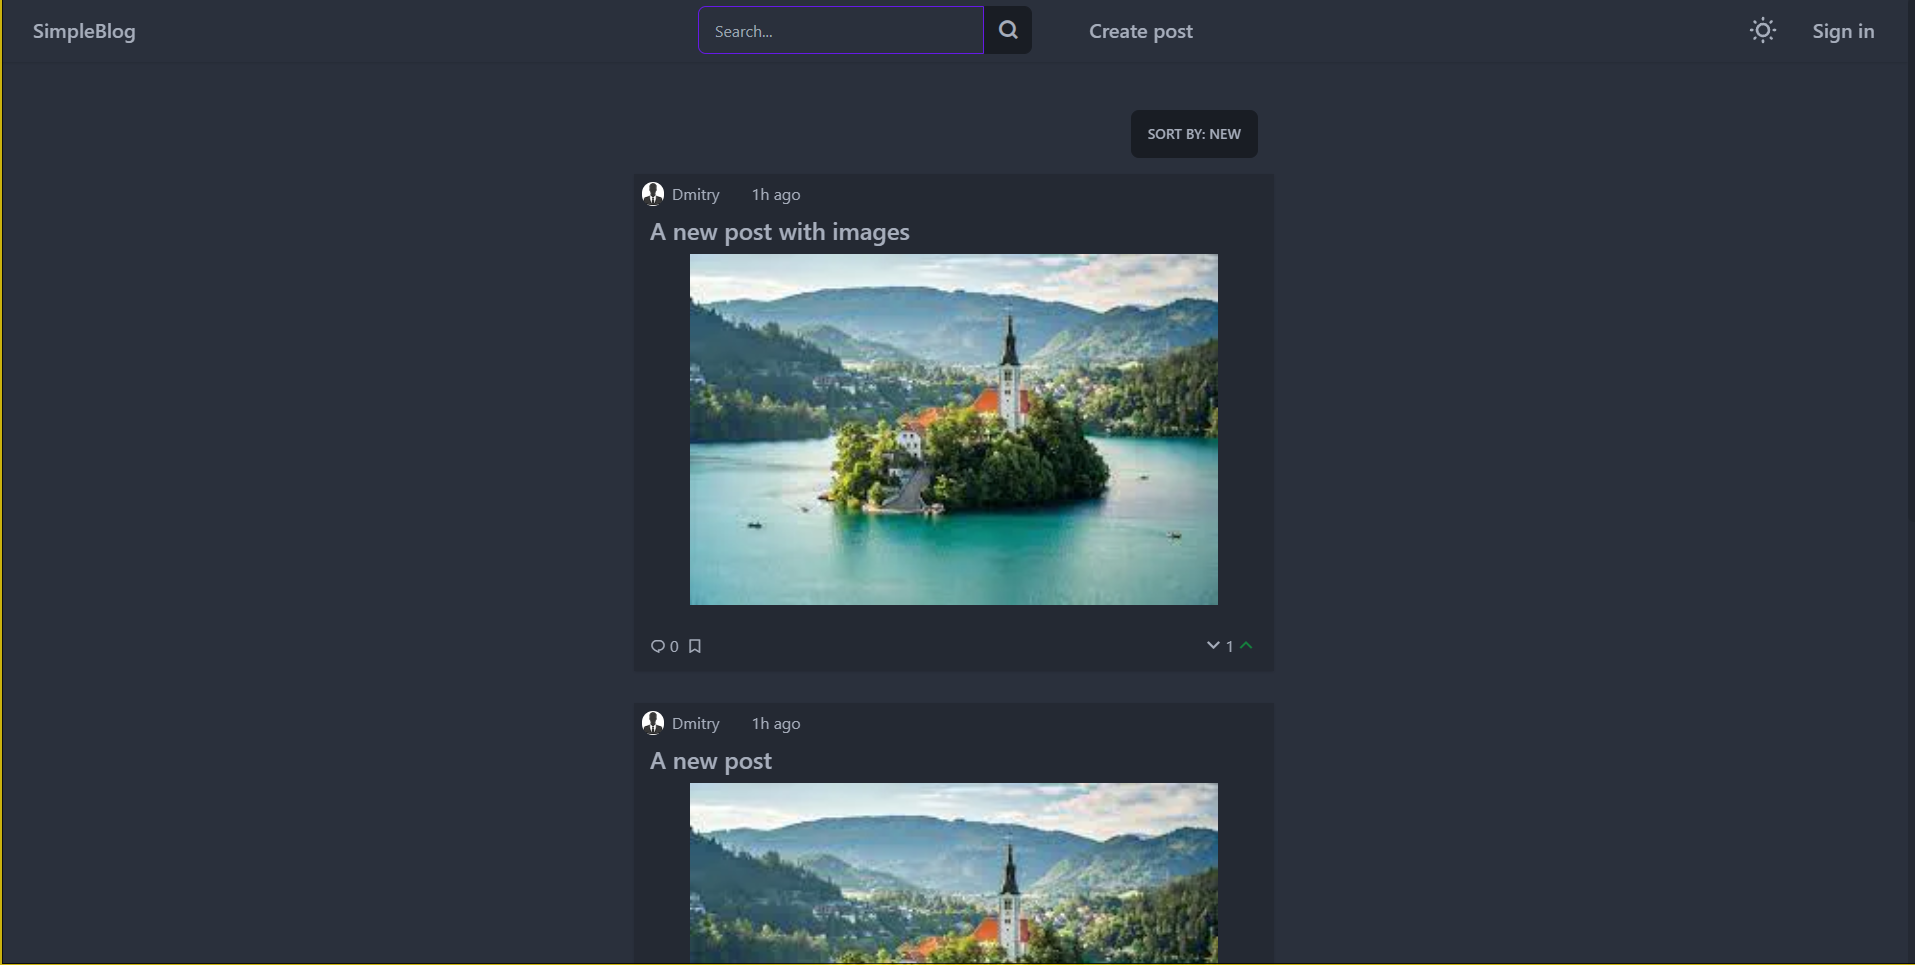 SimpleBlog
Search...
Create post
Sign in
SORT BY: NEW
Dmitry 1h ago
A new post with images
0
1
Dmitry 1h ago
A new post